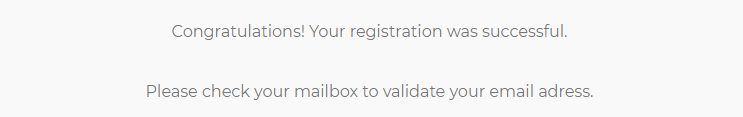 Congratulations! Your registration was successful.
Please check your mailbox to validate your email adress.